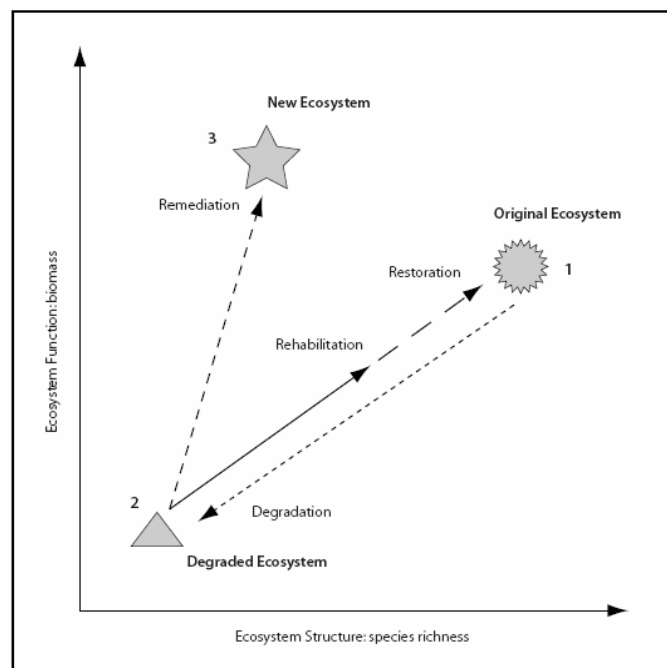 New Ecosystem
3
Remediation
Original Ecosystem
1
Restoration
Rehabilitation
Ecosystem Function: biomass
2
Degradation
Degraded Ecosystem
Ecosystem Structure: species richness